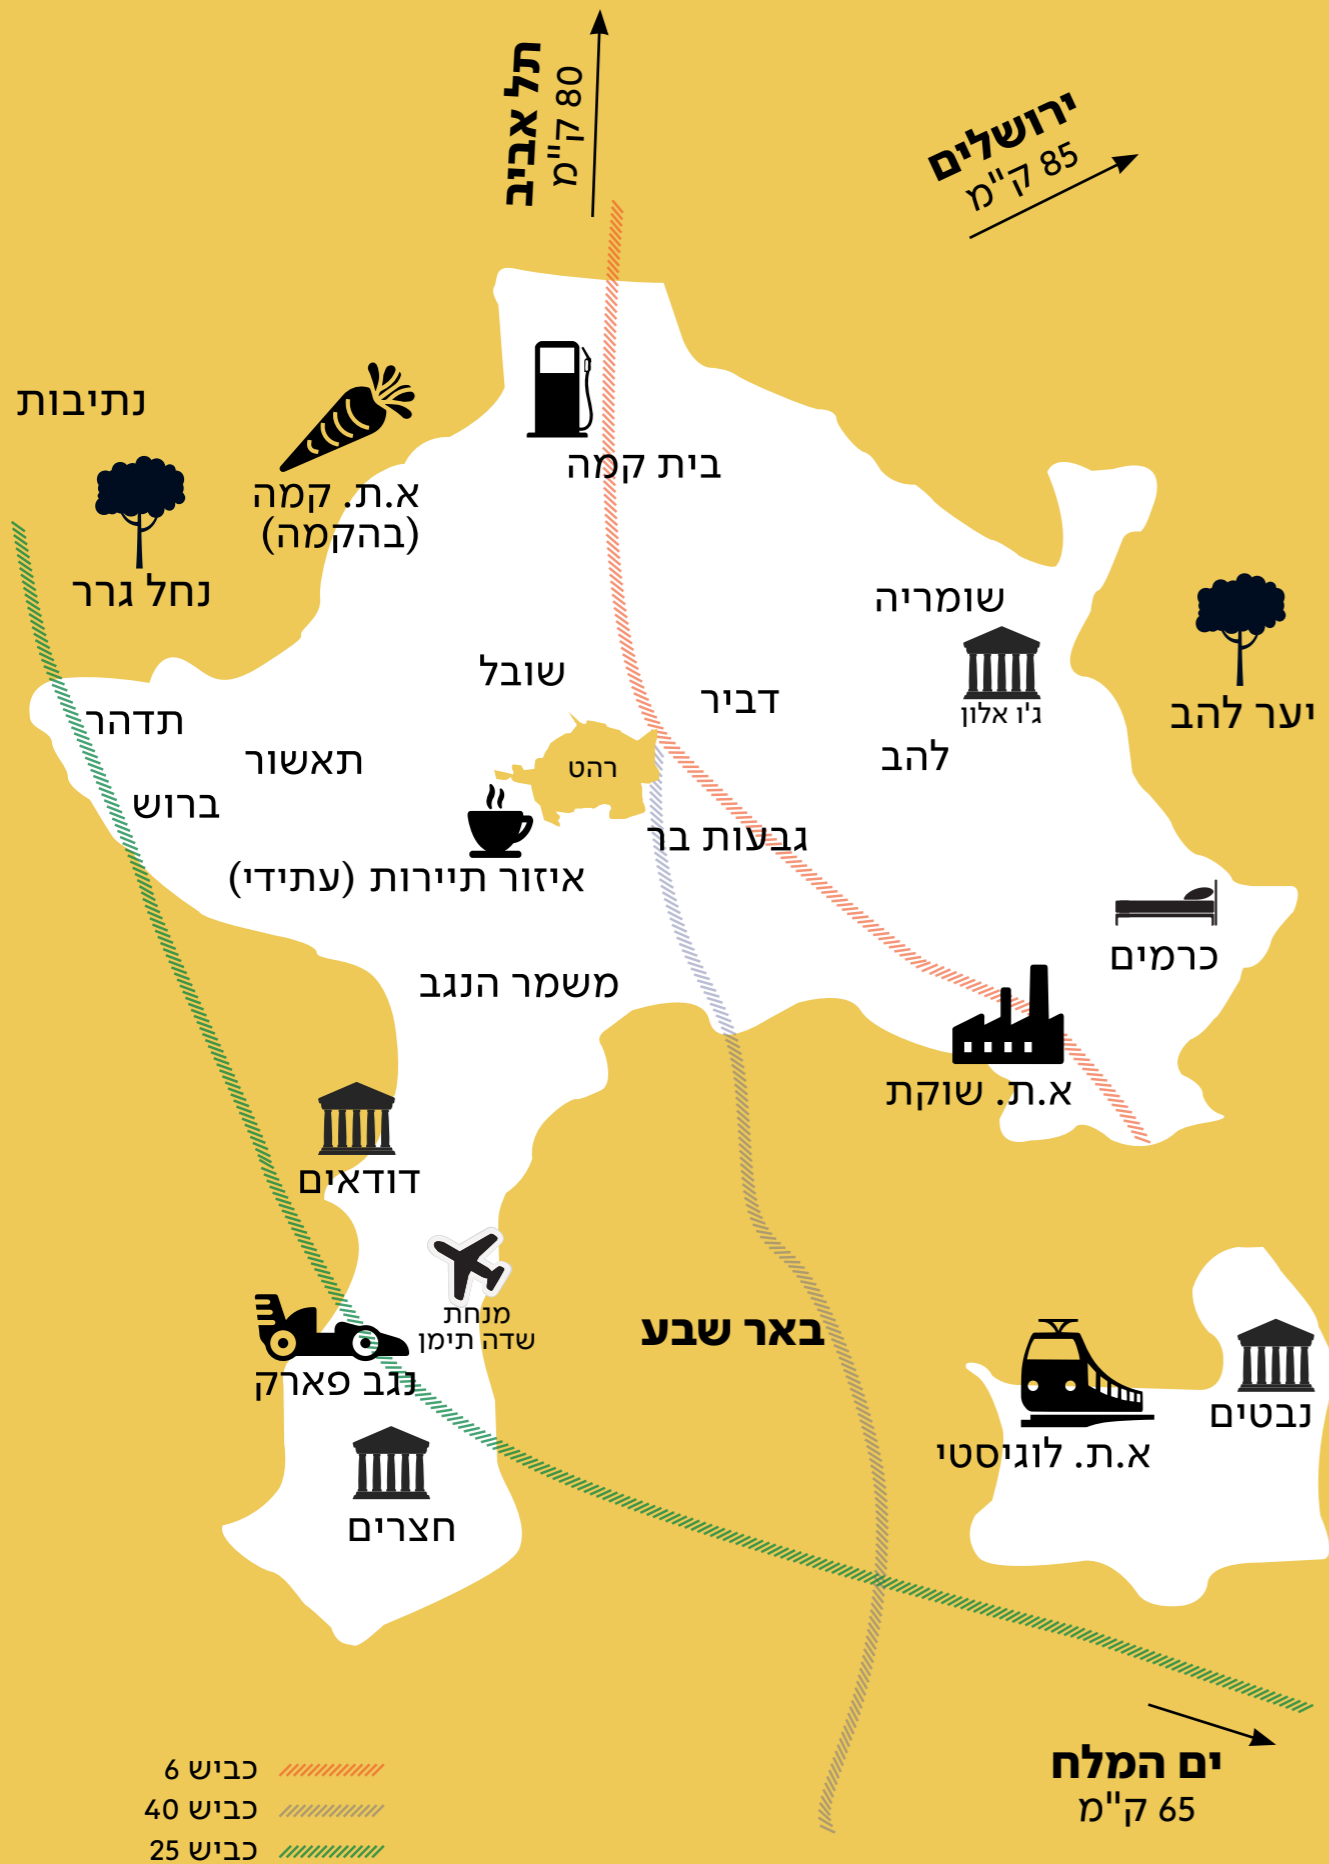 תל אביב
80 ק"מ
ירושלים
85 ק"מ
נתיבות
א.ת. קמה
(בהקמה)
בית קמה
נחל גרר
שומריה
ג'ו אלון
יער להב
שובל
דביר
להב
תדהר
תאשור
ברוש
רהט
גבעות בר
איזור תיירות (עתידי)
כרמים
משמר הנגב
א.ת. שוקת
דודאים
מנחת
שדה תימן
באר שבע
נגב פארק
נבטים
א.ת. לוגיסטי
חצרים
ים המלח
65 ק"מ
כביש 6
כביש 40
כביש 25